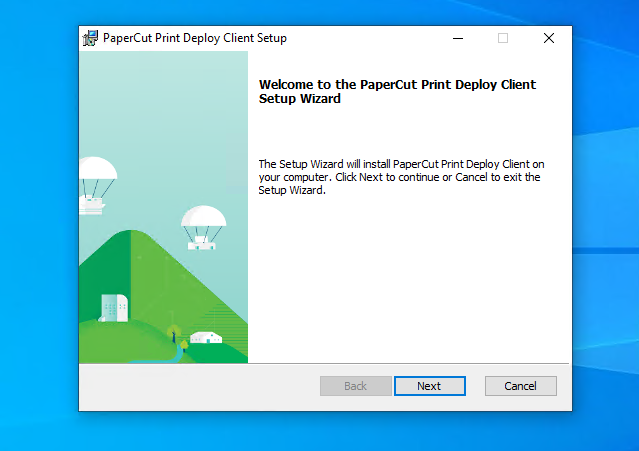 PaperCut Print Deploy Client Setup
Welcome to the PaperCut Print Deploy Client
Setup Wizard
The Setup Wizard will install PaperCut Print Deploy Client on
your computer. Click Next to continue or Cancel to exit the
Setup Wizard.
Back Next Cancel